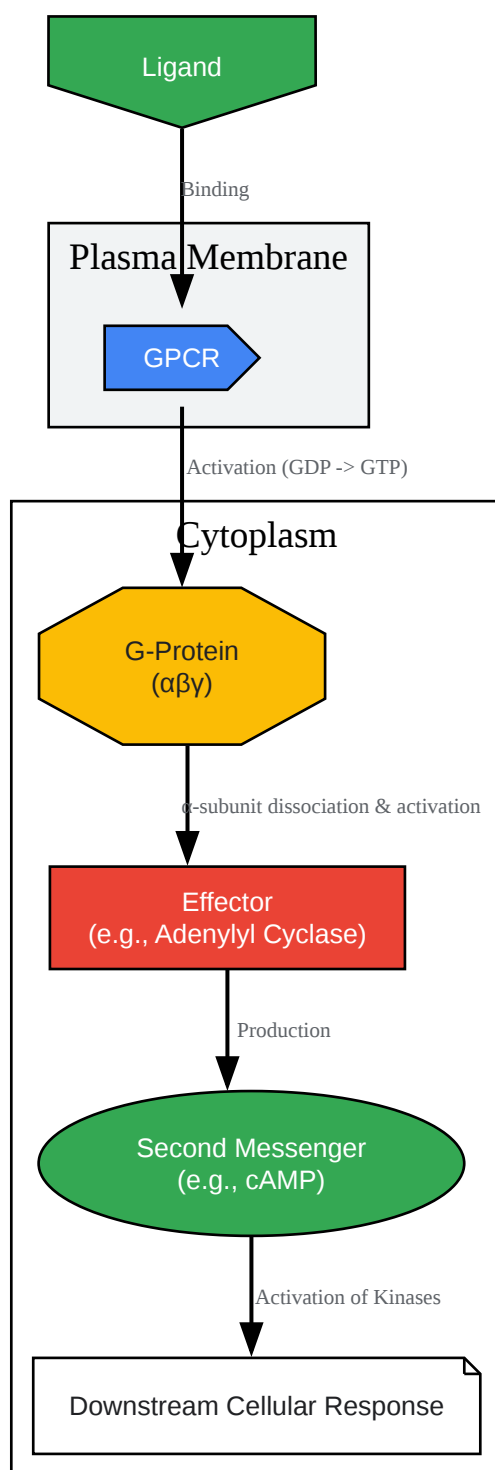 Ligand
Binding
Plasma Membrane
GPCR
Activation (GDP -> GTP)
Cytoplasm
G-Protein
(αβγ)
α-subunit dissociation & activation
Effector
(e.g., Adenylyl Cyclase)
Production
Second Messenger
(e.g., cAMP)
Activation of Kinases
Downstream Cellular Response